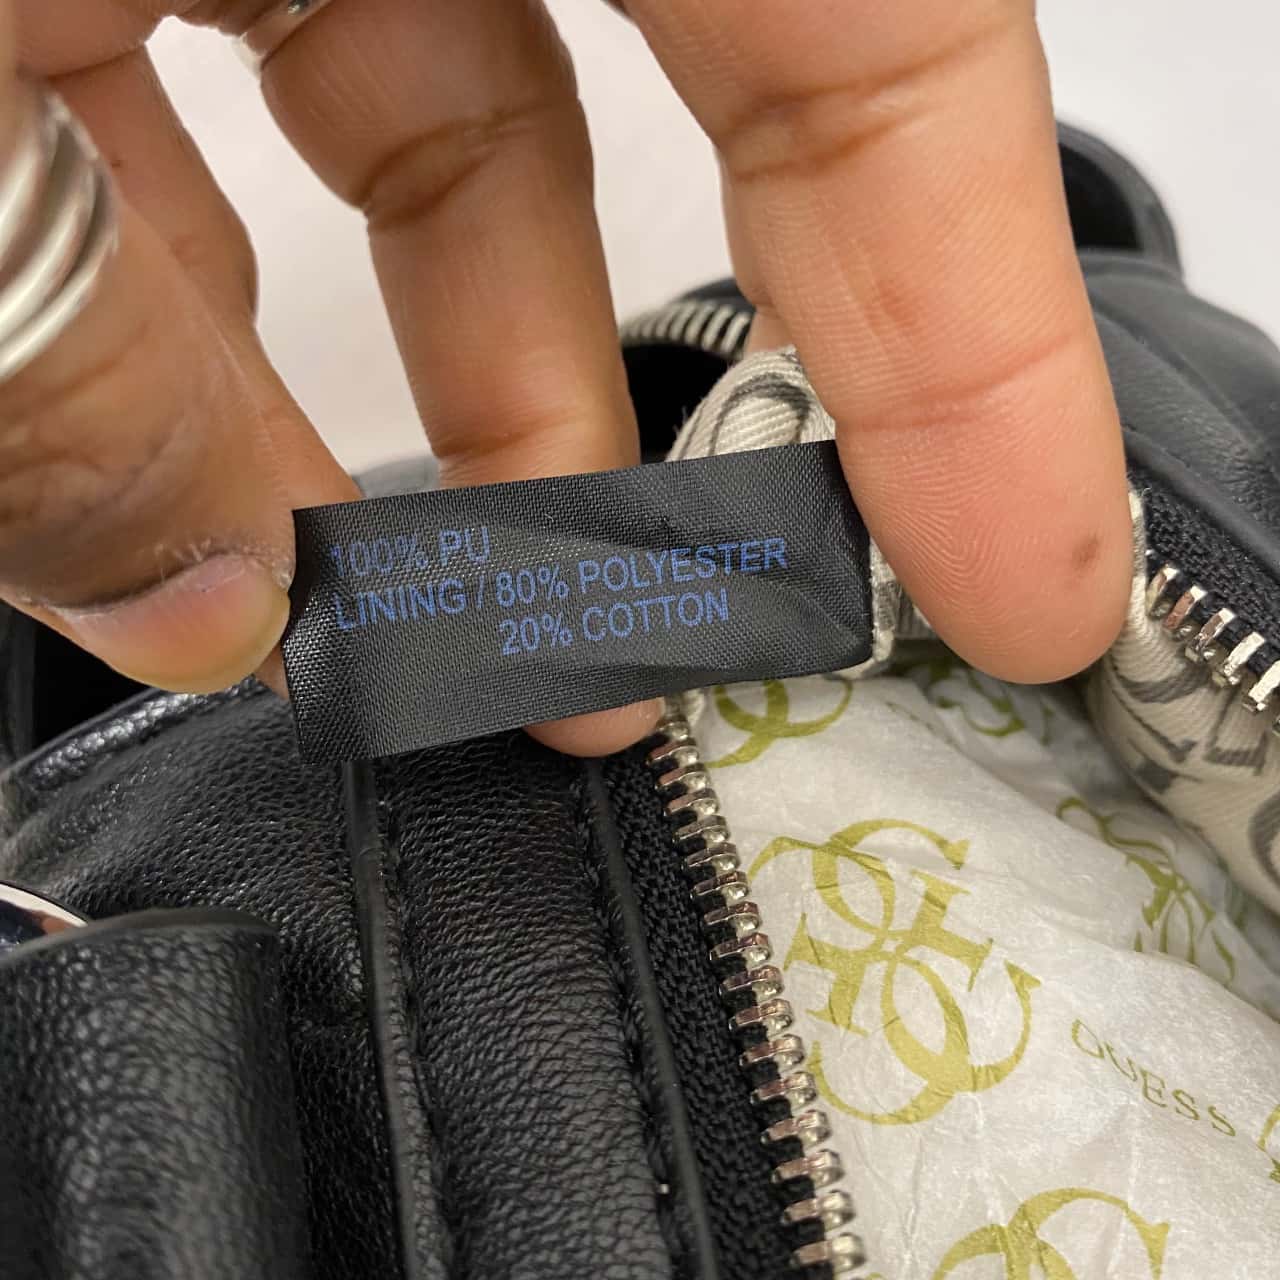 100% PU
LINING / 80% POLYESTER
20% COTTON
GUESS